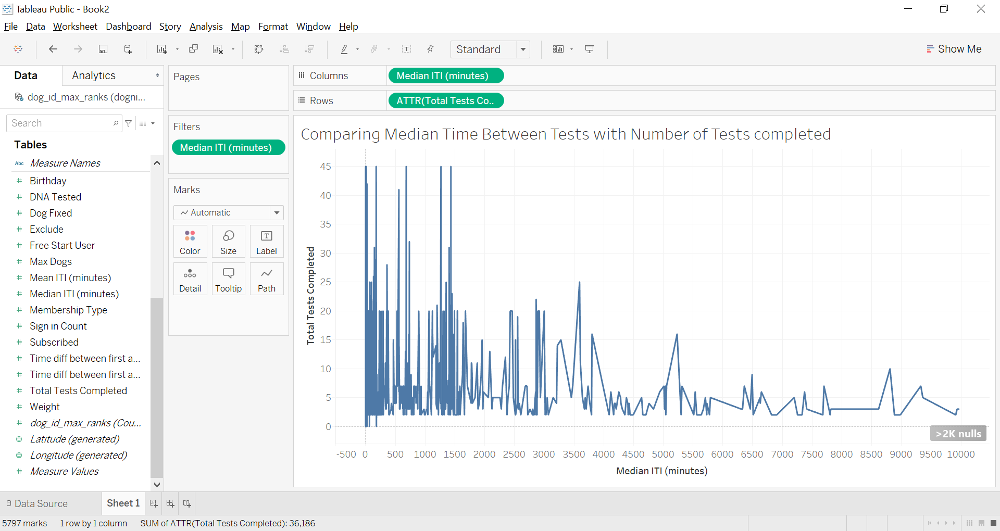 Tableau Public - Book2
File Data Worksheet Dashboard Story Analysis Map Format Window Help
Standard
Show Me
Data
Analytics
dog_id_max_ranks (dogni...
Search
Tables
Abc Measure Names
# Birthday
# DNA Tested
# Dog Fixed
# Exclude
# Free Start User
# Max Dogs
# Mean ITI (minutes)
# Median ITI (minutes)
# Membership Type
# Sign in Count
# Subscribed
# Time diff between first a...
# Time diff between first a...
# Total Tests Completed
# Weight
# dog_id_max_ranks (Cou...
Latitude (generated)
Longitude (generated)
# Measure Values
Pages
Filters
Median ITI (minutes)
Marks
Automatic
Color Size Label
Detail Tooltip Path
Columns Median ITI (minutes)
Rows ATTR(Total Tests Co..
Comparing Median Time Between Tests with Number of Tests completed
Total Tests Completed
45
40
35
30
25
20
15
10
5
0
>2K nulls
-500 0 500 1000 1500 2000 2500 3000 3500 4000 4500 5000 5500 6000 6500 7000 7500 8000 8500 9000 9500 10000
Median ITI (minutes)
Data Source Sheet 1
5797 marks 1 row by 1 column SUM of ATTR(Total Tests Completed): 36,186